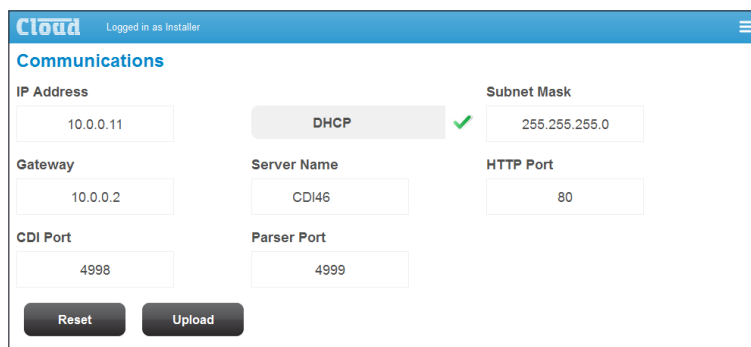 Cloud Logged in as Installer
Communications
IP Address Subnet Mask
10.0.0.11 DHCP 255.255.255.0
Gateway Server Name HTTP Port
10.0.0.2 CDI46 80
CDI Port Parser Port
4998 4999
Reset Upload